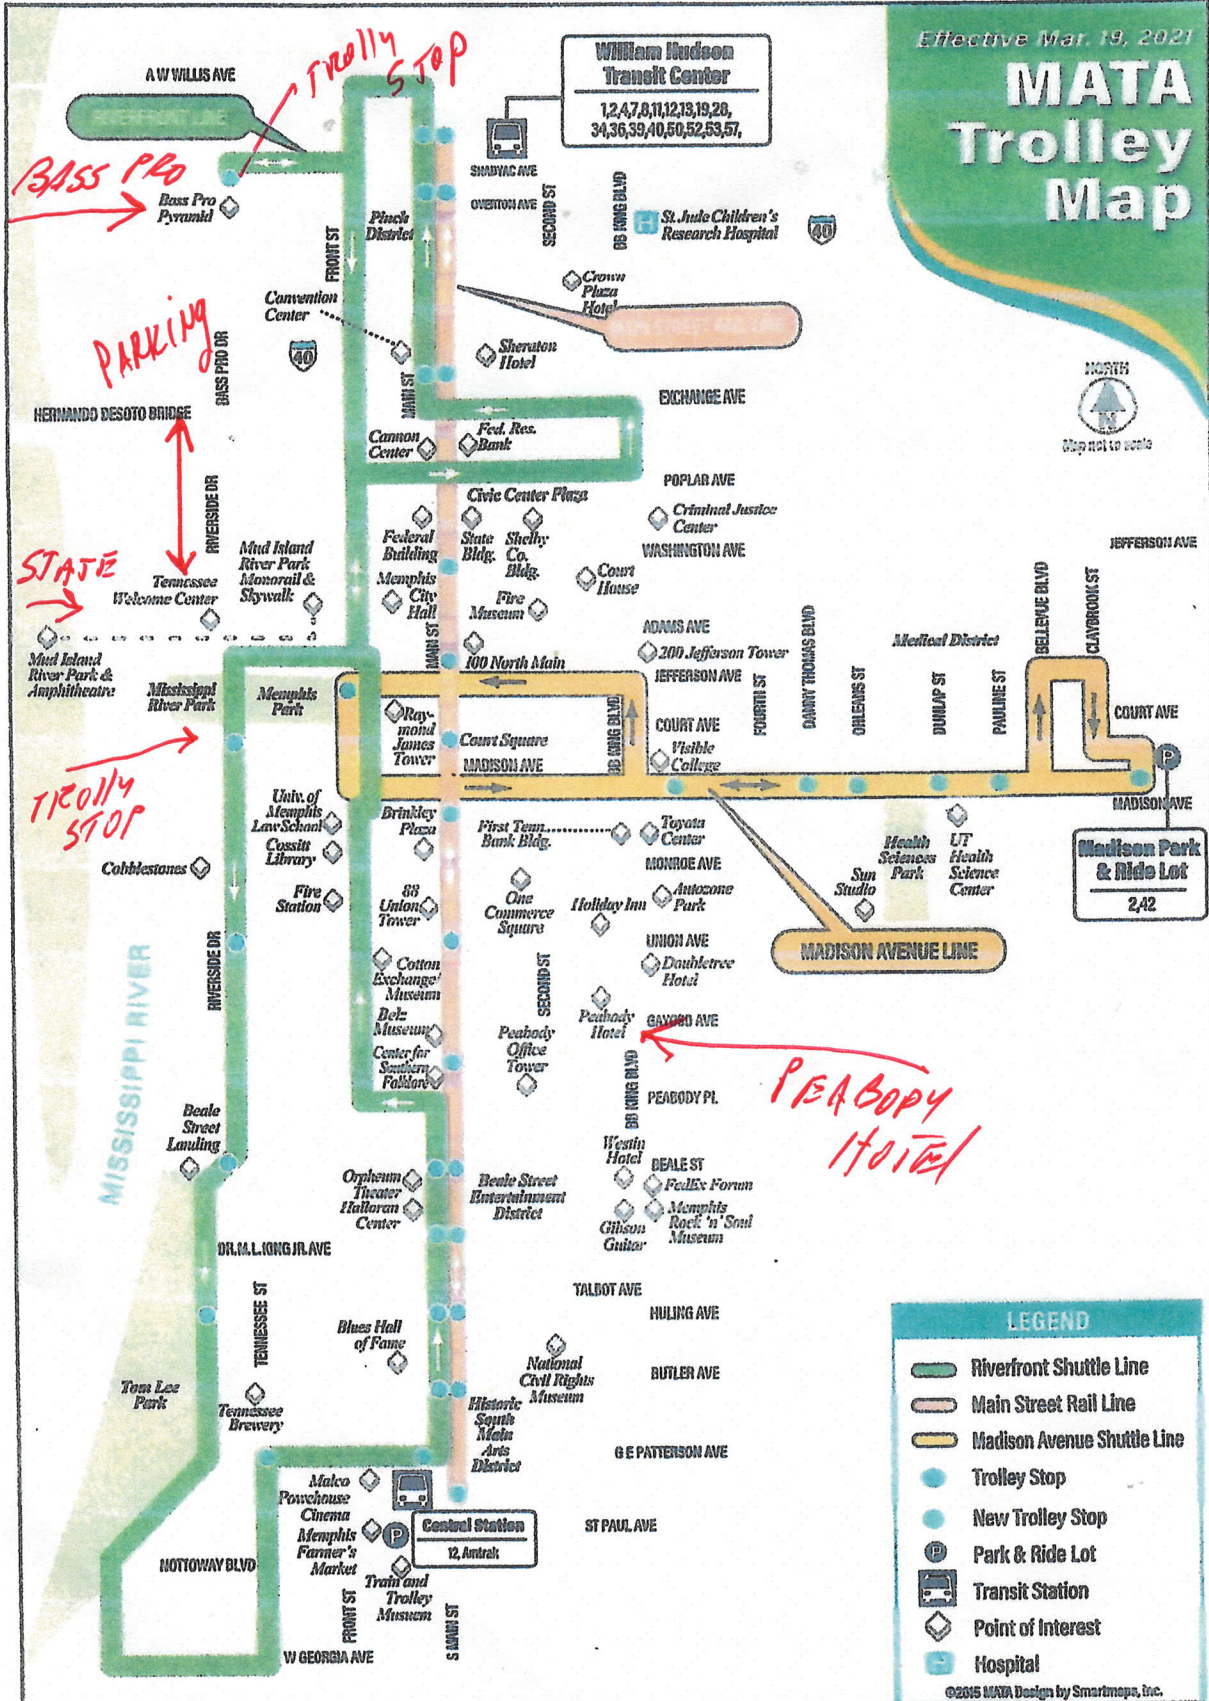 Effective Mar. 19, 2021
MATA
Trolley
Map
A W WILLIS AVE
TROlly
STOP
William Hudson
Transit Center
1,2,4,7,8,11,12,13,19,28,
34,36,39,40,50,52,53,57,
RIVERFRONT LINE
BASS PRO
Bass Pro
Pyramid
SHADYAC AVE
OVERTON AVE
SECOND ST
BB KING BLVD
H
St. Jude Children's
Research Hospital
40
Pinch
District
FRONT ST
Crown
Plaza
Hotel
Convention
Center
MAIN STREET RAIL LINE
PARKING
BASS PRO DR
40
Sheraton
Hotel
MAIN ST
NORTH
N
Map not to scale
EXCHANGE AVE
HERNANDO DESOTO BRIDGE
Cannon
Center
Fed. Res.
Bank
POPLAR AVE
RIVERSIDE DR
Civic Center Plaza
Federal
Building
State
Bldg.
Shelby
Co.
Bldg.
Criminal Justice
Center
WASHINGTON AVE
JEFFERSON AVE
STATE
Tennessee
Welcome Center
Mud Island
River Park
Monorail &
Skywalk
Memphis
City
Hall
Fire
Museum
Court
House
BELLEVUE BLVD
CLAYBROOK ST
MAIN ST
ADAMS AVE
200 Jefferson Tower
JEFFERSON AVE
DANNY THOMAS BLVD
Medical District
Mud Island
River Park &
Amphitheatre
100 North Main
Mississippi
River Park
Memphis
Park
Ray-
mond
James
Tower
Court Square
MADISON AVE
BB KING BLVD
COURT AVE
Visible
College
FOURTH ST
ORLEANS ST
DUNLAP ST
PAULINE ST
COURT AVE
P
MADISON AVE
TROlly
STOP
Univ. of
Memphis
Law School
Cossitt
Library
Brinkley
Plaza
First Tenn.
Bank Bldg.
Toyota
Center
MONROE AVE
Madison Park
& Ride Lot
2,42
Cobblestones
Fire
Station
88
Union
Tower
One
Commerce
Square
Holiday Inn
Autozone
Park
Sun
Studio
Health
Sciences
Park
UT
Health
Science
Center
MADISON AVENUE LINE
UNION AVE
Doubletree
Hotel
MISSISSIPPI RIVER
RIVERSIDE DR
Cotton
Exchange/
Museum
SECOND ST
Belz
Museum
Peabody
Hotel
GAYOSO AVE
Center for
Southern
Folklore
Peabody
Office
Tower
BB KING BLVD
PEABODY PL
PEABODY
HOTEl
Beale
Street
Landing
Westin
Hotel
BEALE ST
FedEx Forum
Orpheum
Theater
Halloran
Center
Beale Street
Entertainment
District
Gibson
Guitar
Memphis
Rock 'n' Soul
Museum
DR. M.L. KING JR. AVE
TENNESSEE ST
TALBOT AVE
HULING AVE
Blues Hall
of Fame
National
Civil Rights
Museum
BUTLER AVE
Tom Lee
Park
Tennessee
Brewery
Historic
South
Main
Arts
District
G E PATTERSON AVE
Malco
Powerhouse
Cinema
Central Station
12, Amtrak
ST PAUL AVE
Memphis
Farmer's
Market
P
NOTTOWAY BLVD
Train and
Trolley
Musuem
FRONT ST
S MAIN ST
W GEORGIA AVE
LEGEND
Riverfront Shuttle Line
Main Street Rail Line
Madison Avenue Shuttle Line
Trolley Stop
New Trolley Stop
P
Park & Ride Lot
Transit Station
Point of Interest
H
Hospital
©2015 MATA Design by Smartmaps, Inc.